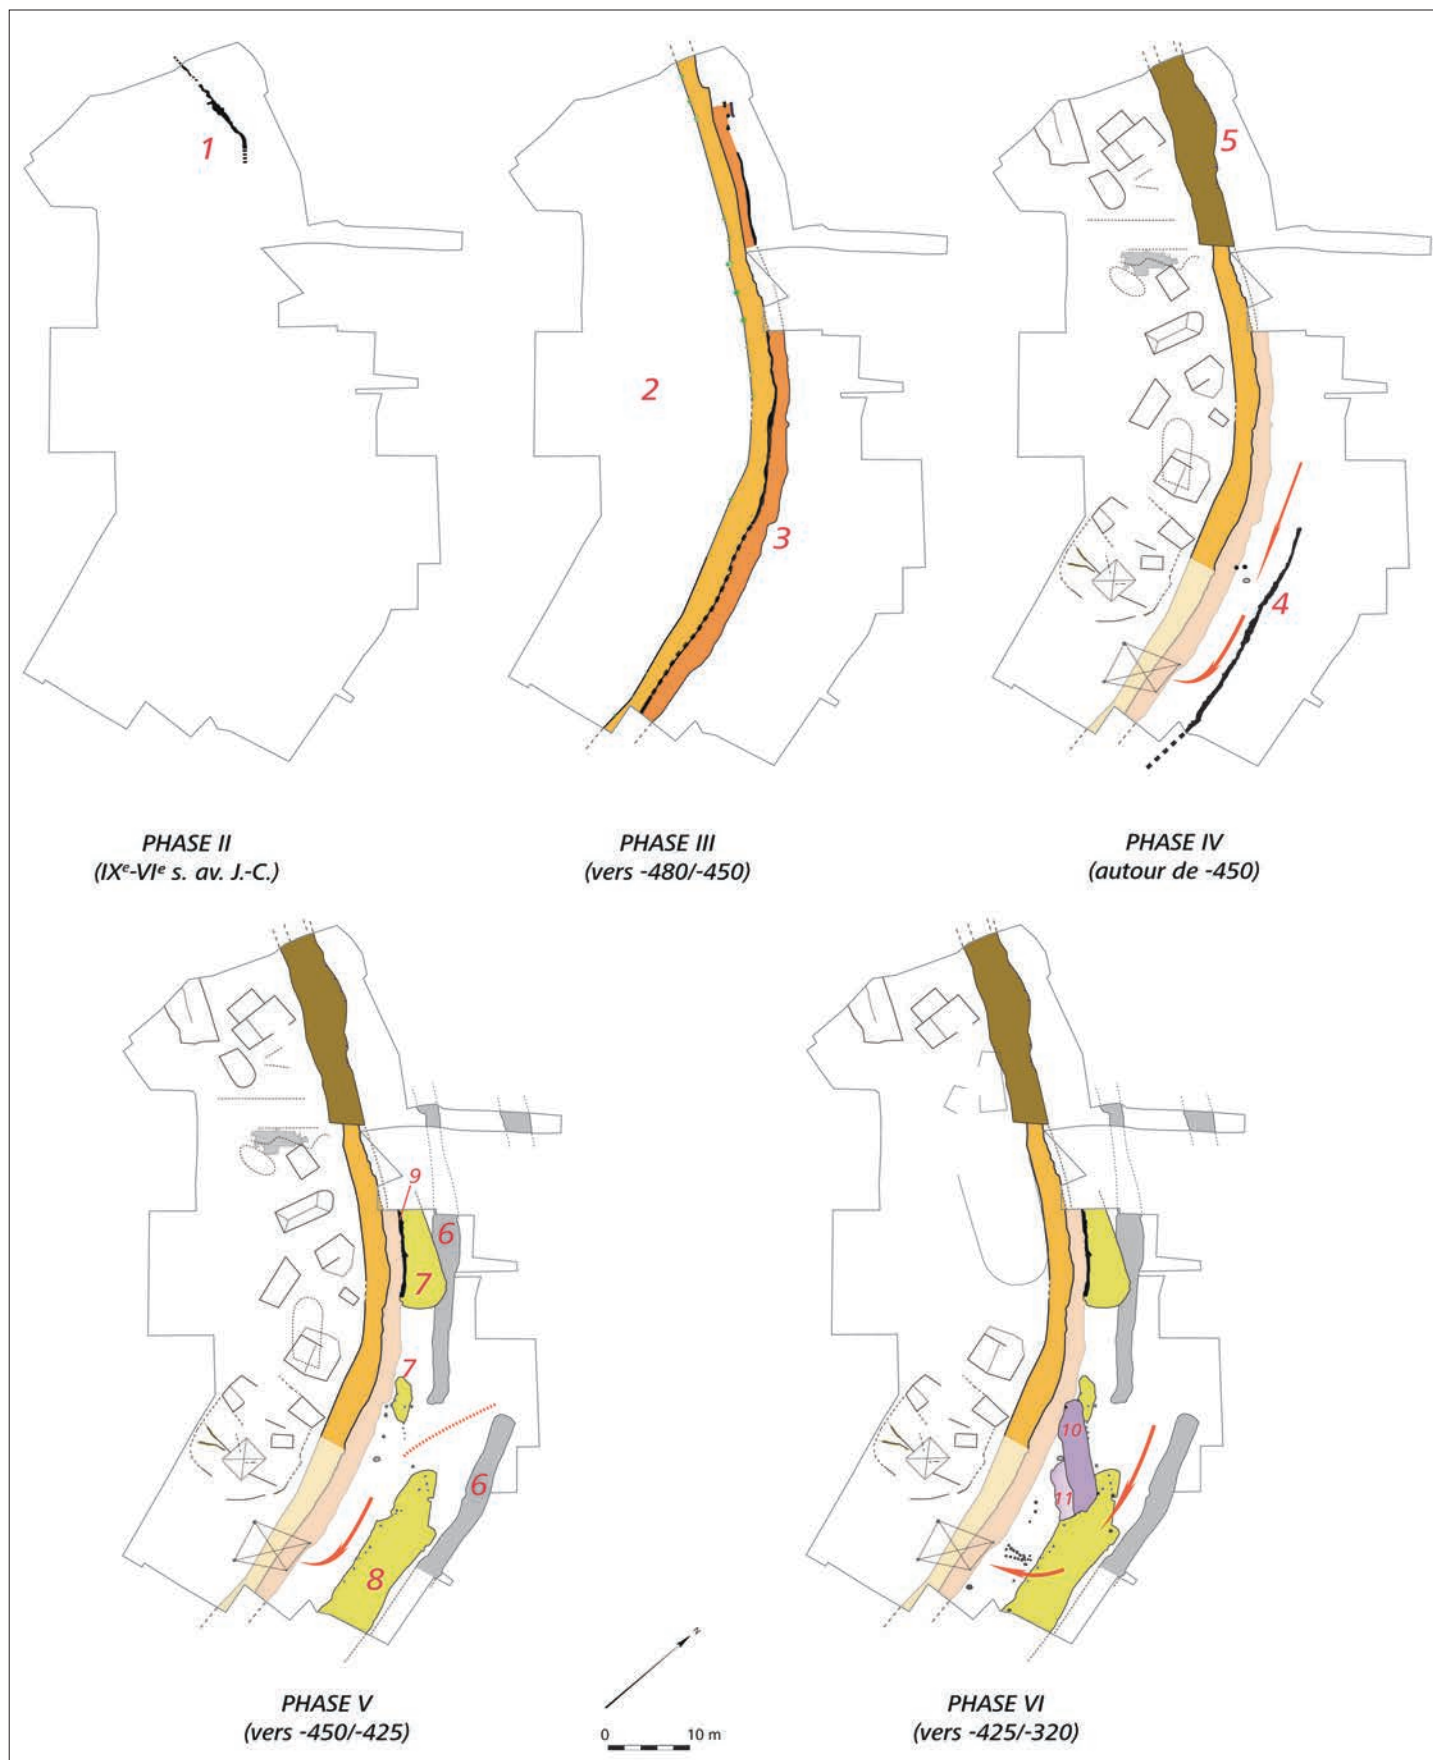 1
2
3
4
5
PHASE II
(IXe-VIe s. av. J.-C.)
PHASE III
(vers -480/-450)
PHASE IV
(autour de -450)
9
6
7
7
6
8
10
11
PHASE V
(vers -450/-425)
N
0 10 m
PHASE VI
(vers -425/-320)